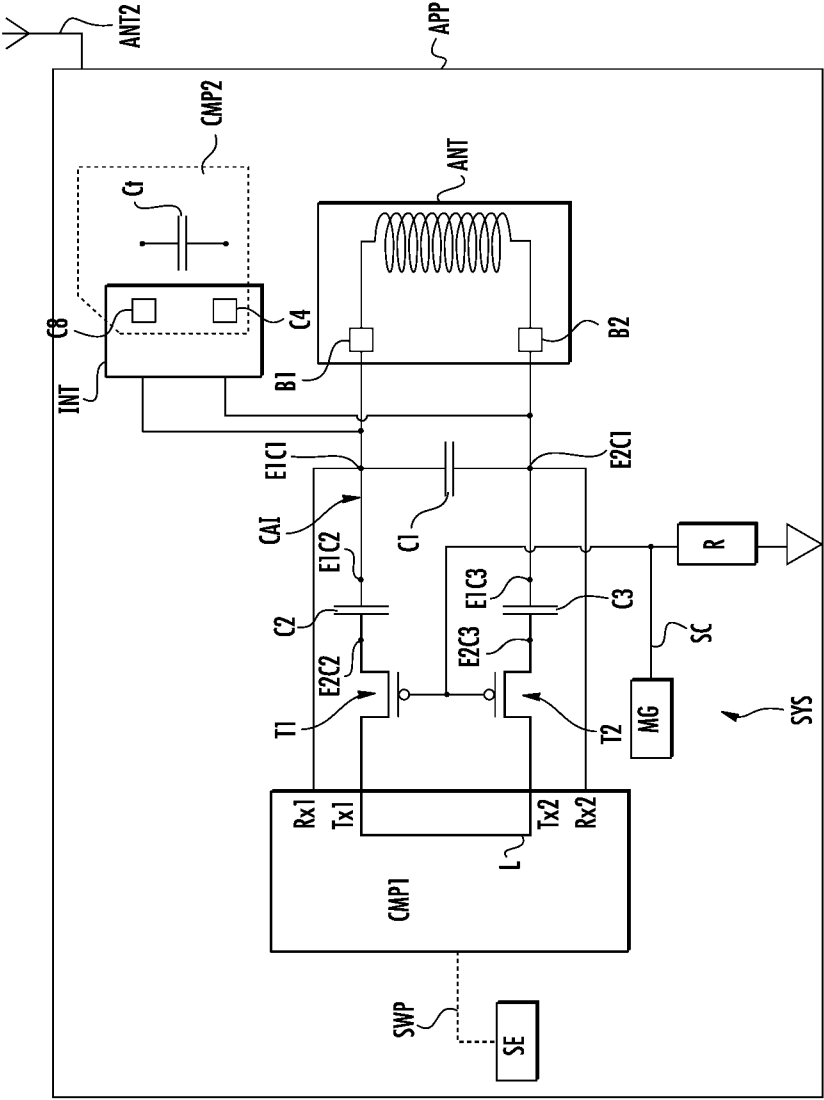 ANT2
APP
CMP2
Cf
ANT
C8
C4
INT
B1
B2
E1C1
E2C1
CAI
C1
E1C2
E1C3
R
C2
C3
E2C2
E2C3
SC
T1
T2
MG
SYS
Rx1
Tx1
Tx2
Rx2
L
CMP1
SWP
SE